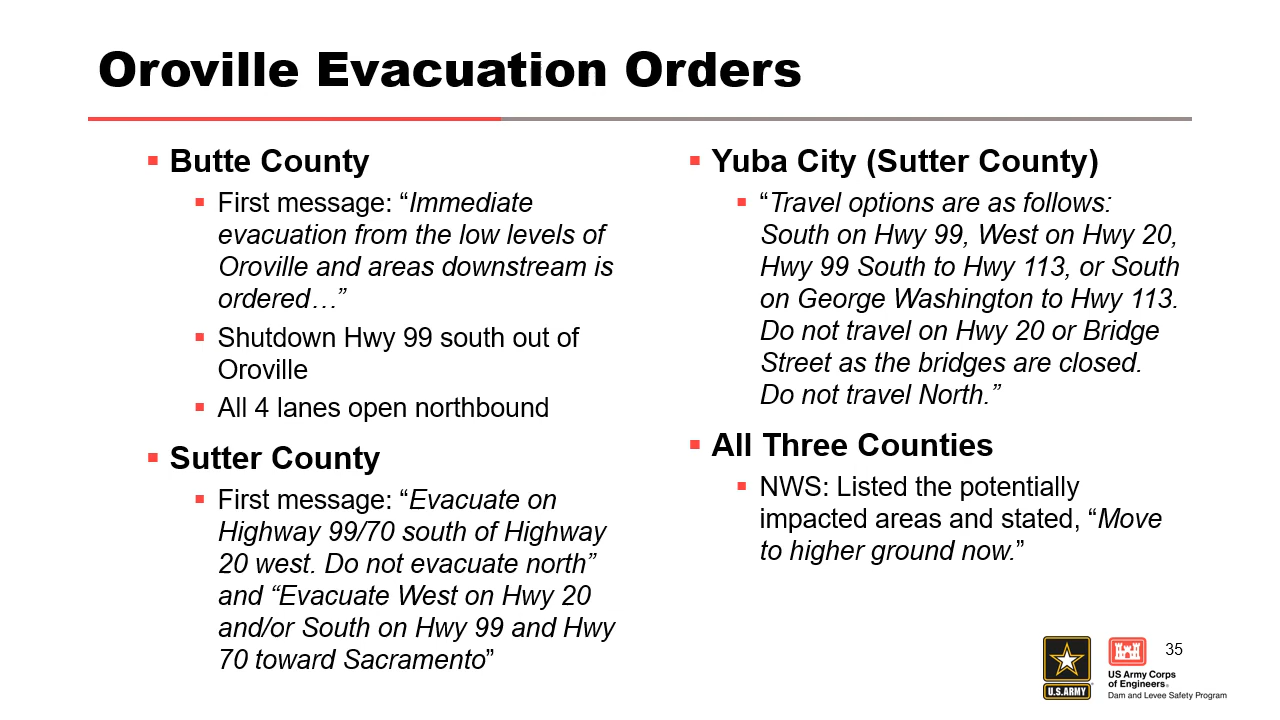 Oroville Evacuation Orders
Butte County
First message: “Immediate
evacuation from the low levels of
Oroville and areas downstream is
ordered…”
Shutdown Hwy 99 south out of
Oroville
All 4 lanes open northbound
Sutter County
First message: “Evacuate on
Highway 99/70 south of Highway
20 west. Do not evacuate north”
and “Evacuate West on Hwy 20
and/or South on Hwy 99 and Hwy
70 toward Sacramento”
Yuba City (Sutter County)
“Travel options are as follows:
South on Hwy 99, West on Hwy 20,
Hwy 99 South to Hwy 113, or South
on George Washington to Hwy 113.
Do not travel on Hwy 20 or Bridge
Street as the bridges are closed.
Do not travel North.”
All Three Counties
NWS: Listed the potentially
impacted areas and stated, “Move
to higher ground now.”
U.S.ARMY
US Army Corps
of Engineers®
Dam and Levee Safety Program
35